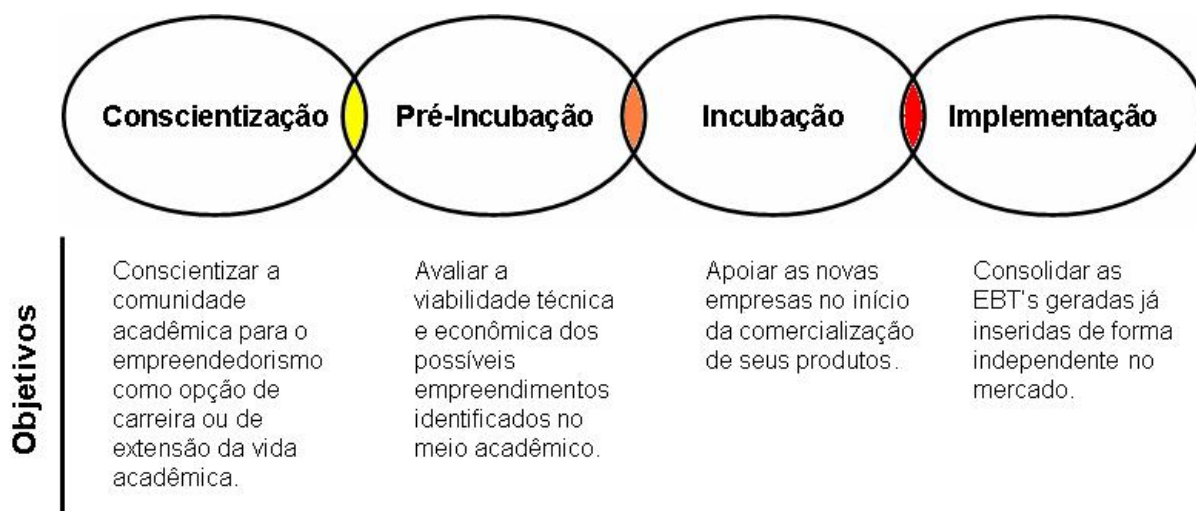 Conscientização
Pré-Incubação
Incubação
Implementação
Objetivos
Conscientizar a
comunidade
acadêmica para o
empreendedorismo
como opção de
carreira ou de
extensão da vida
acadêmica.
Avaliar a
viabilidade técnica
e econômica dos
possíveis
empreendimentos
identificados no
meio acadêmico.
Apoiar as novas
empresas no início
da comercialização
de seus produtos.
Consolidar as
EBT's geradas já
inseridas de forma
independente no
mercado.